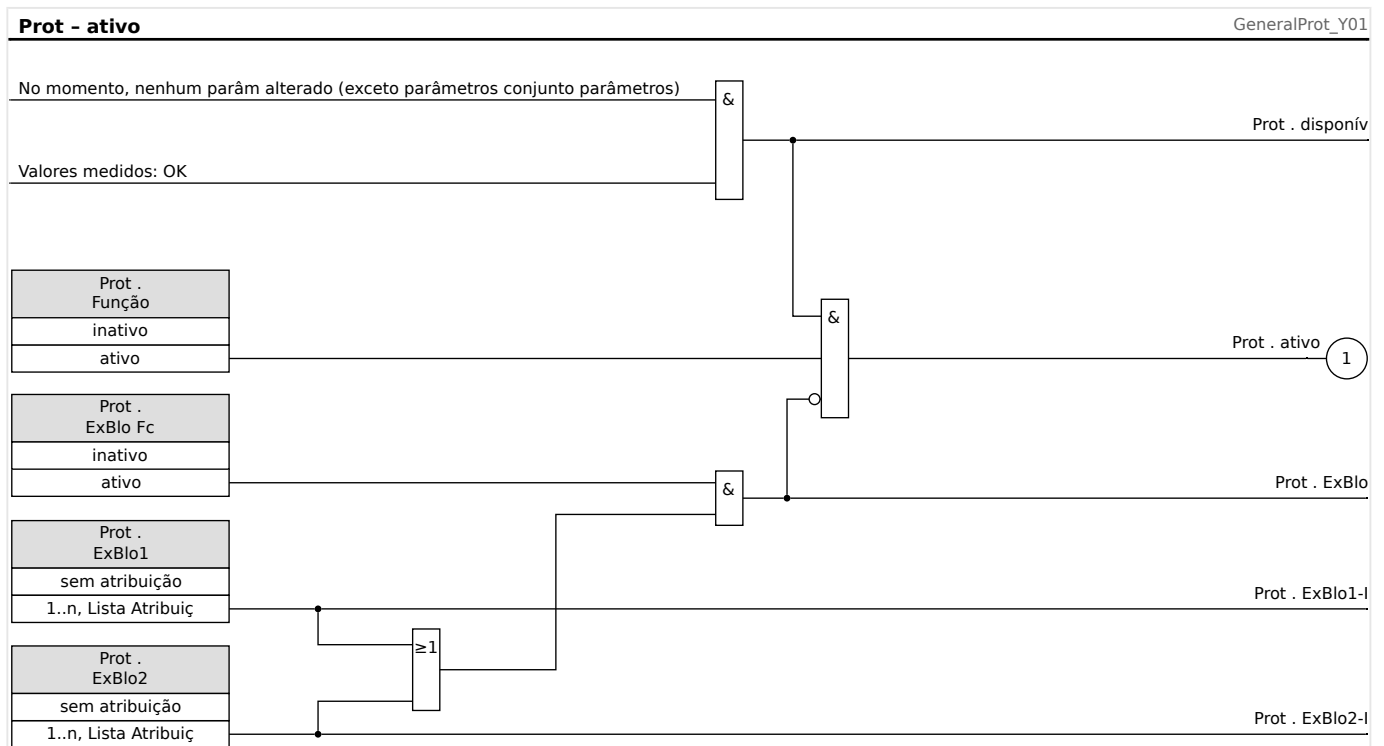 Prot – ativo
GeneralProt_Y01
No momento, nenhum parâm alterado (exceto parâmetros conjunto parâmetros)
&
Prot . disponív
Valores medidos: OK
Prot .
Função
inativo
ativo
&
Prot . ativo
1
Prot .
ExBlo Fc
inativo
ativo
&
Prot . ExBlo
Prot .
ExBlo1
sem atribuição
1..n, Lista Atribuiç
Prot . ExBlo1-I
≥1
Prot .
ExBlo2
sem atribuição
1..n, Lista Atribuiç
Prot . ExBlo2-I